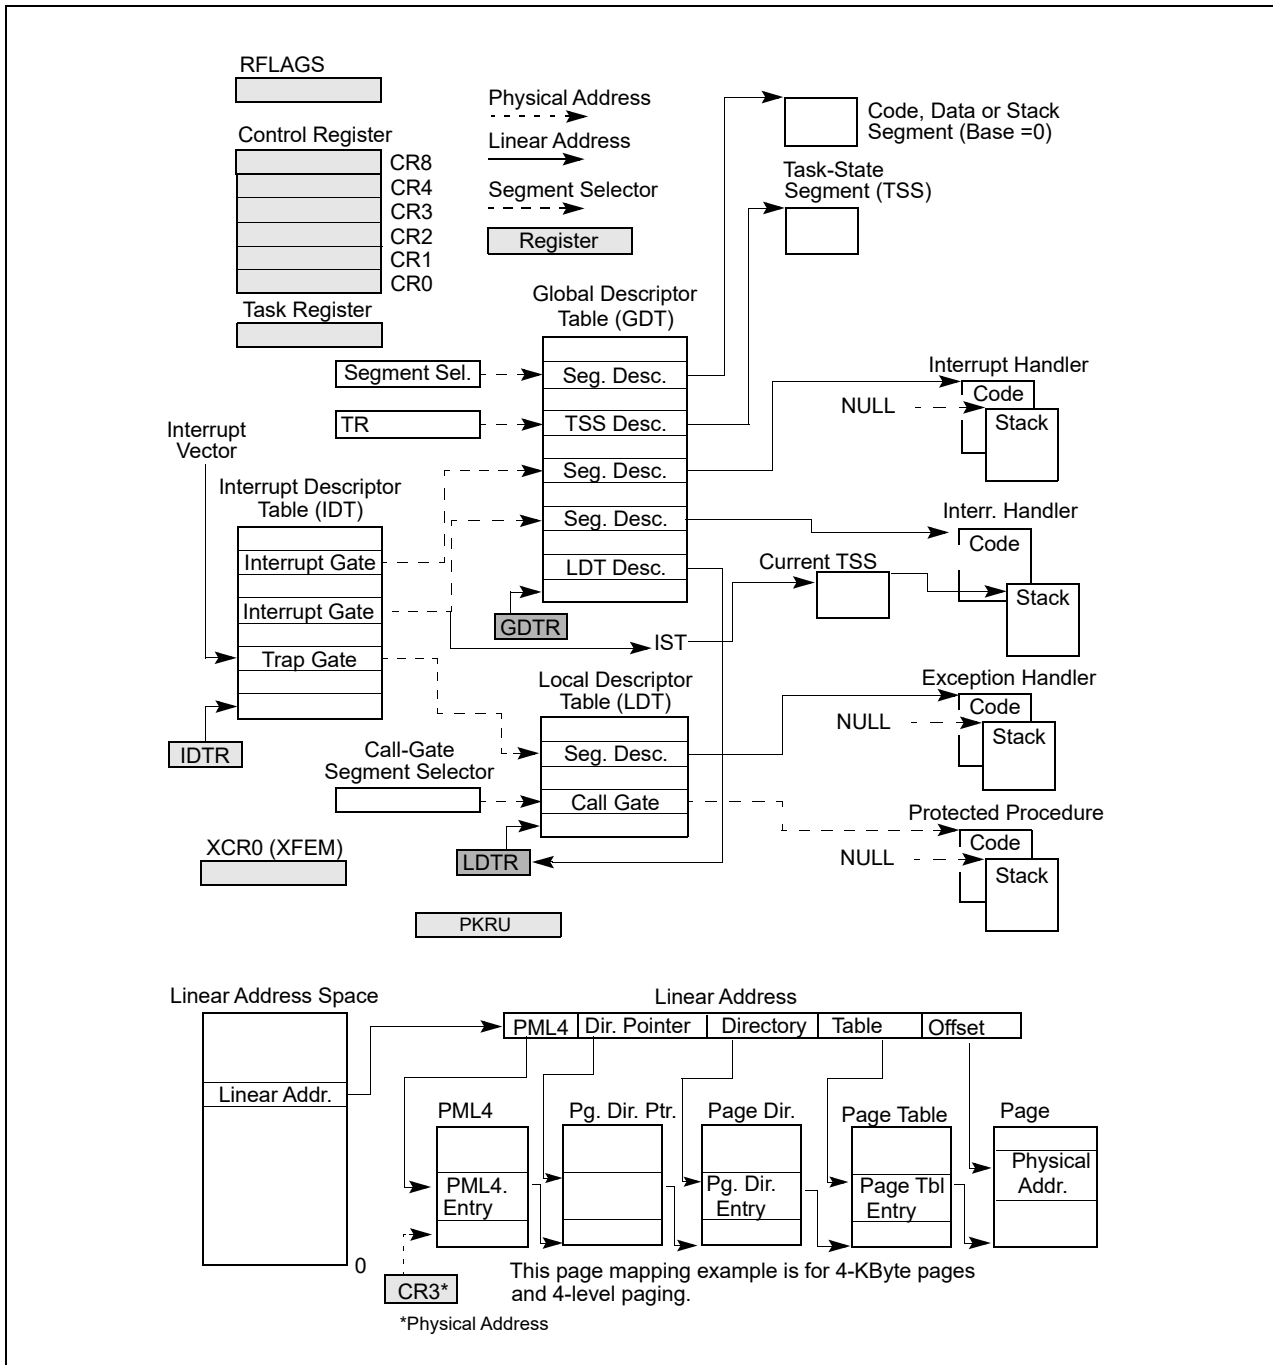 RFLAGS
Control Register
CR8
CR4
CR3
CR2
CR1
CR0
Task Register
Physical Address
Linear Address
Segment Selector
Register
Code, Data or Stack
Segment (Base =0)
Task-State
Segment (TSS)
Global Descriptor
Table (GDT)
Segment Sel.
Seg. Desc.
TR
TSS Desc.
Seg. Desc.
Seg. Desc.
LDT Desc.
GDTR
Interrupt Handler
Code
NULL
Stack
Interrupt
Vector
Interrupt Descriptor
Table (IDT)
Interrupt Gate
Interrupt Gate
Trap Gate
IDTR
Interr. Handler
Code
Current TSS
Stack
IST
Local Descriptor
Table (LDT)
Seg. Desc.
Call Gate
Call-Gate
Segment Selector
LDTR
Exception Handler
Code
NULL
Stack
Protected Procedure
Code
NULL
Stack
XCR0 (XFEM)
PKRU
Linear Address Space
Linear Addr.
0
Linear Address
PML4
Dir. Pointer
Directory
Table
Offset
PML4
PML4.
Entry
Pg. Dir. Ptr.
Page Dir.
Pg. Dir.
Entry
Page Table
Page Tbl
Entry
Page
Physical
Addr.
CR3*
*Physical Address
This page mapping example is for 4-KByte pages
and 4-level paging.